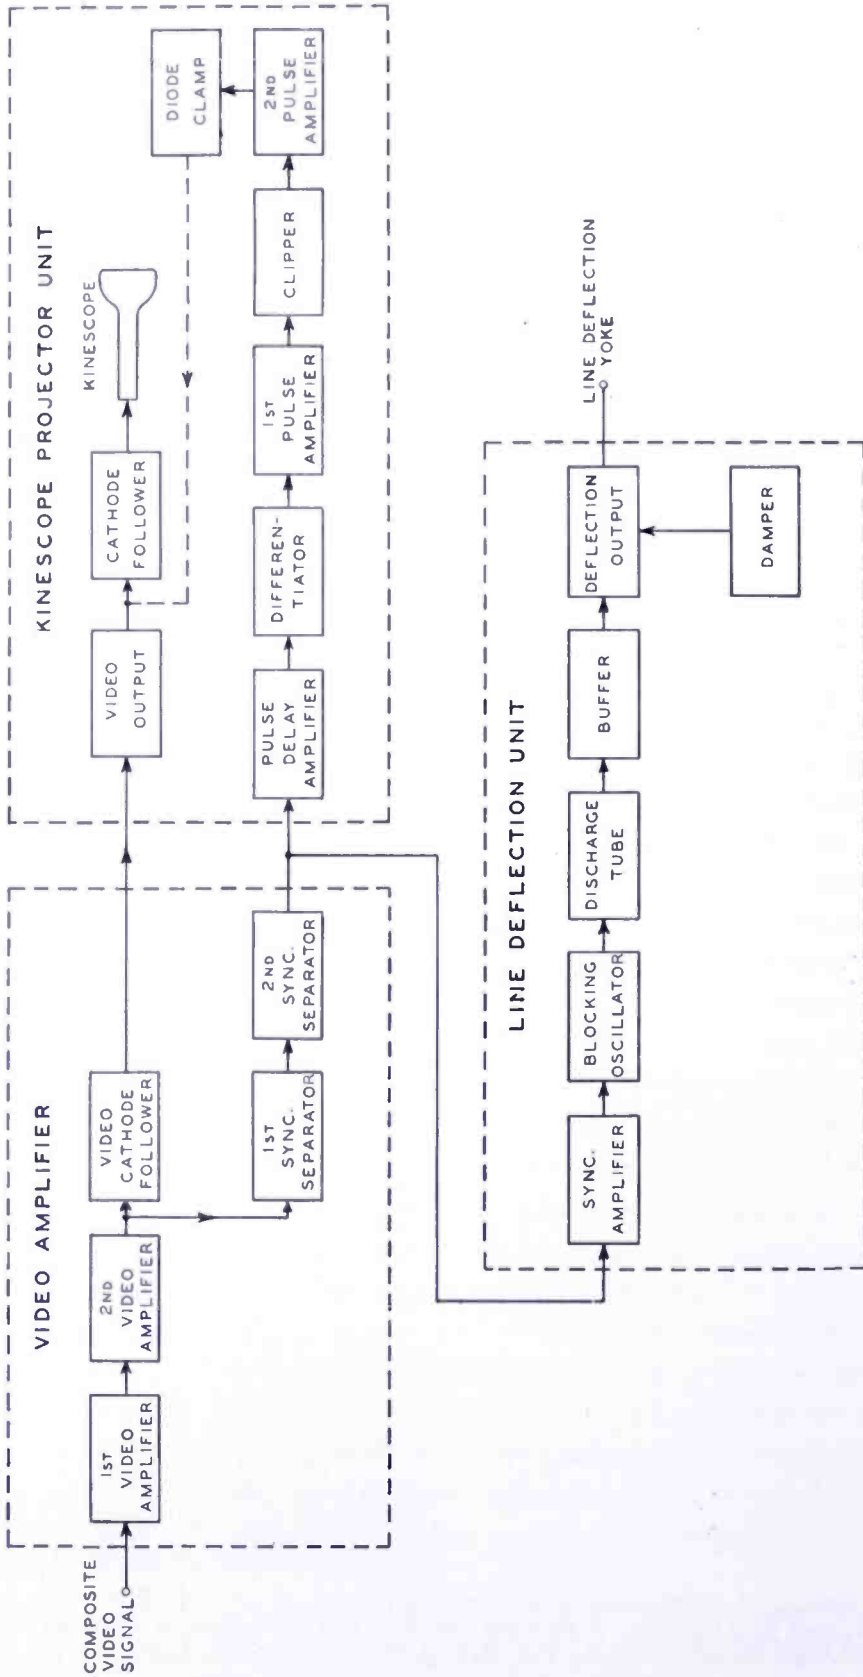 COMPOSITE
VIDEO
SIGNAL
VIDEO AMPLIFIER
1ST
VIDEO
AMPLIFIER
2ND
VIDEO
AMPLIFIER
VIDEO
CATHODE
FOLLOWER
1ST
SYNC.
SEPARATOR
2ND
SYNC.
SEPARATOR
KINESCOPE PROJECTOR UNIT
VIDEO
OUTPUT
CATHODE
FOLLOWER
KINESCOPE
PULSE
DELAY
AMPLIFIER
DIFFEREN-
TIATOR
1ST
PULSE
AMPLIFIER
CLIPPER
2ND
PULSE
AMPLIFIER
DIODE
CLAMP
LINE DEFLECTION UNIT
SYNC.
AMPLIFIER
BLOCKING
OSCILLATOR
DISCHARGE
TUBE
BUFFER
DEFLECTION
OUTPUT
DAMPER
LINE DEFLECTION
YOKE